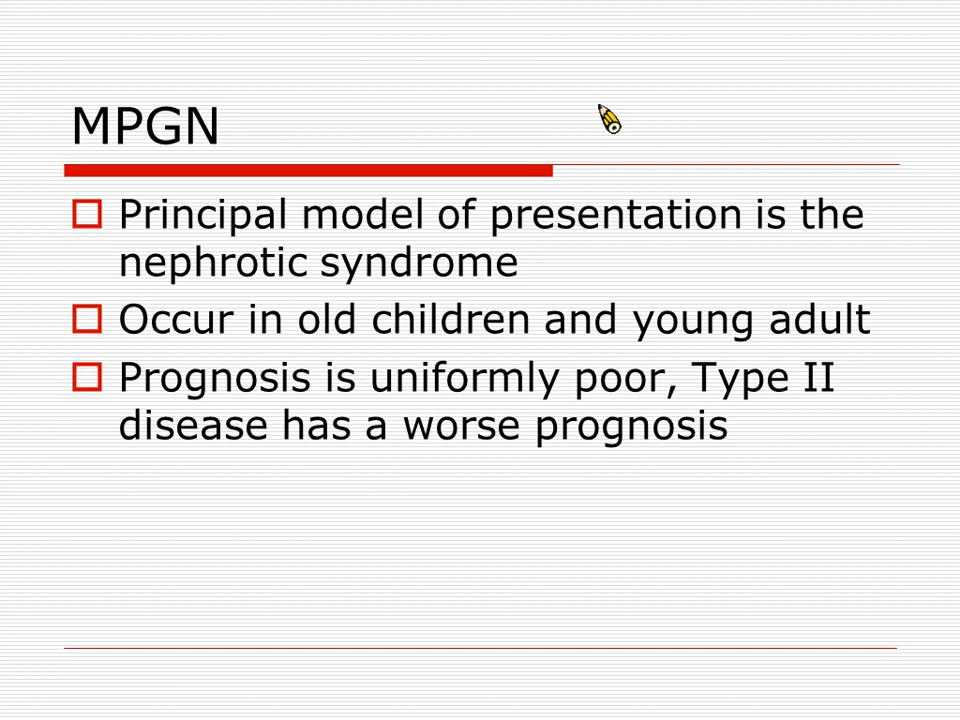 MPGN
Principal model of presentation is the
nephrotic syndrome
Occur in old children and young adult
Prognosis is uniformly poor, Type II
disease has a worse prognosis